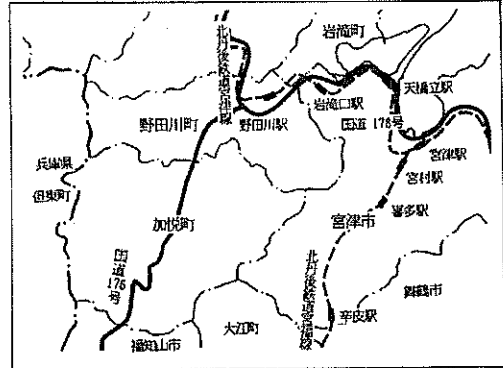 岩滝町
北丹後鉄道宮津線
天橋立駅
岩滝口駅
野田川町
野田川駅
国道178号
兵庫県
但東町
宮津駅
宮村駅
喜多駅
加悦町
宮津市
国道176号
北丹後鉄道宮福線
舞鶴市
大江町
辛皮駅
福知山市